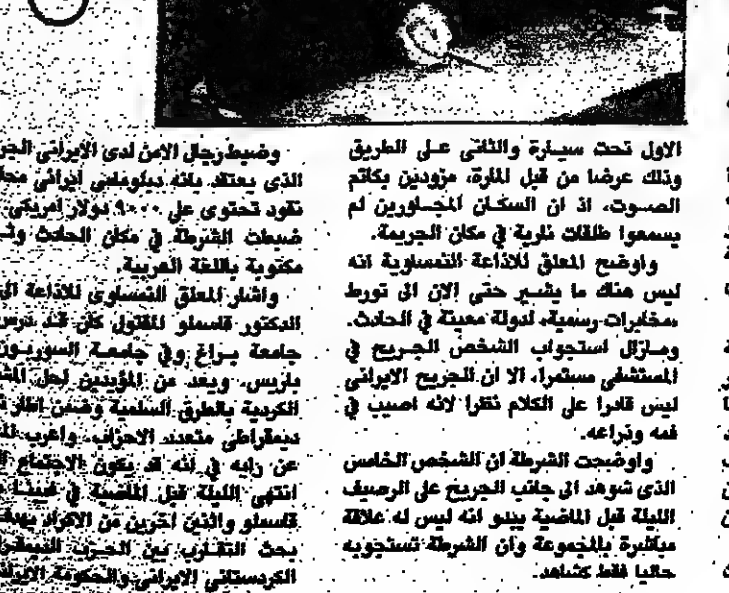 الاول تحت سيارة والثاني على الطريق
وذلك عرضا من قبل المارة، مزودين بكاتم
الصوت، اذ ان السكان المجاورين لم
يسمعوا طلقات نارية في مكان الجريمة.
واوضح المعلق للاذاعة النمساوية انه
ليس هناك ما يشير حتى الان الى تورط
«مخابرات رسمية» لدولة معينة في الحادث.
ومازال استجواب الشخص الجريح في
المستشفى مستمرا، الا ان الجريح الايراني
ليس قادرا على الكلام نظرا لانه اصيب في
فمه وذراعه.
واوضحت الشرطة ان الشخص الخامس
الذي شوهد الى جانب الجريح على الرصيف
الليلة قبل الماضية يبدو انه ليس له علاقة
مباشرة بالمجموعة وان الشرطة تستجوبه
حاليا فقط كشاهد.
وضبط رجال الامن لدى الايراني
الذي يعتقد بانه دبلوماسي ايراني
نقود تحتوي على ٩٠٠٠ دولار امريكي
ضبطت الشرطة في مكان الحادث
مكتوبة باللغة العربية.
واشار المعلق النمساوي للاذاعة
الدكتور قاسملو المقتول كان قد درس
جامعة براغ وفي جامعة السوربون
باريس، ويعد من المؤيدين لحل
الكردية بالطرق السلمية وضمن اطار
ديمقراطي متعدد الاحزاب. واعرب
عن رايه في انه قد يكون الاجتماع
انتهى الليلة قبل الماضية في فيينا
قاسملو واثنين اخرين من الاكراد
بحث التقارب بين الحزب
الكردستاني الايراني والحكومة